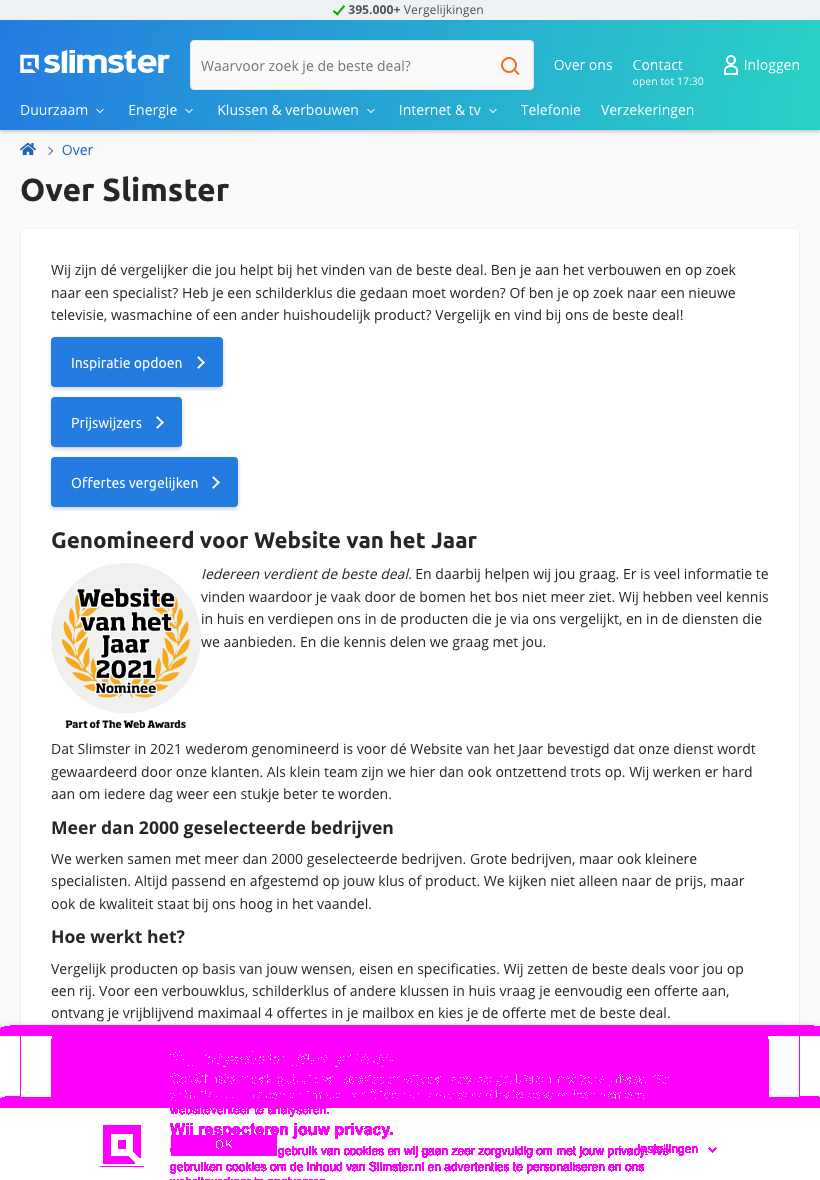 395.000+ Vergelijkingen
slimster
Waarvoor zoek je de beste deal?
Over ons
Contact
open tot 17:30
Inloggen
Duurzaam
Energie
Klussen & verbouwen
Internet & tv
Telefonie
Verzekeringen
Over
Over Slimster
Wij zijn dé vergelijker die jou helpt bij het vinden van de beste deal. Ben je aan het verbouwen en op zoek
naar een specialist? Heb je een schilderklus die gedaan moet worden? Of ben je op zoek naar een nieuwe
televisie, wasmachine of een ander huishoudelijk product? Vergelijk en vind bij ons de beste deal!
Inspiratie opdoen
Prijswijzers
Offertes vergelijken
Genomineerd voor Website van het Jaar
Website
van het
Jaar
2021
Nominee
Part of The Web Awards
Iedereen verdient de beste deal. En daarbij helpen wij jou graag. Er is veel informatie te
vinden waardoor je vaak door de bomen het bos niet meer ziet. Wij hebben veel kennis
in huis en verdiepen ons in de producten die je via ons vergelijkt, en in de diensten die
we aanbieden. En die kennis delen we graag met jou.
Dat Slimster in 2021 wederom genomineerd is voor dé Website van het Jaar bevestigd dat onze dienst wordt
gewaardeerd door onze klanten. Als klein team zijn we hier dan ook ontzettend trots op. Wij werken er hard
aan om iedere dag weer een stukje beter te worden.
Meer dan 2000 geselecteerde bedrijven
We werken samen met meer dan 2000 geselecteerde bedrijven. Grote bedrijven, maar ook kleinere
specialisten. Altijd passend en afgestemd op jouw klus of product. We kijken niet alleen naar de prijs, maar
ook de kwaliteit staat bij ons hoog in het vaandel.
Hoe werkt het?
Vergelijk producten op basis van jouw wensen, eisen en specificaties. Wij zetten de beste deals voor jou op
een rij. Voor een verbouwklus, schilderklus of andere klussen in huis vraag je eenvoudig een offerte aan,
ontvang je vrijblijvend maximaal 4 offertes in je mailbox en kies je de offerte met de beste deal.
websiteverkeer te analyseren.
Wij respecteren jouw privacy.
OK
gebruik van cookies en wij gaan zeer zorgvuldig om met jouw privacy.
Instellingen
gebruiken cookies om de inhoud van Slimster.nl en advertenties te personaliseren en ons